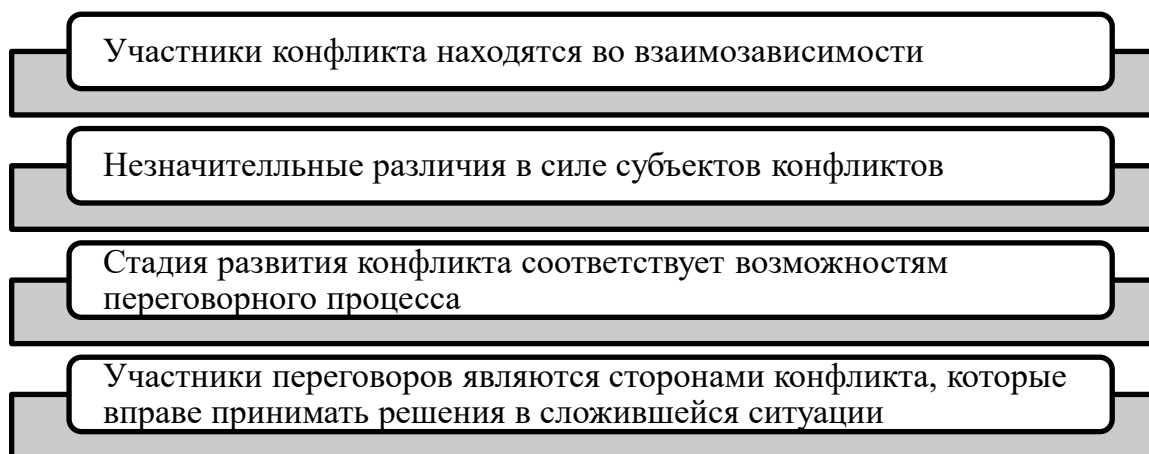 Участники конфликта находятся во взаимозависимости
Незначителльные различия в силе субъектов конфликтов
Стадия развития конфликта соответствует возможностям
переговорного процесса
Участники переговоров являются сторонами конфликта, которые
вправе принимать решения в сложившейся ситуации